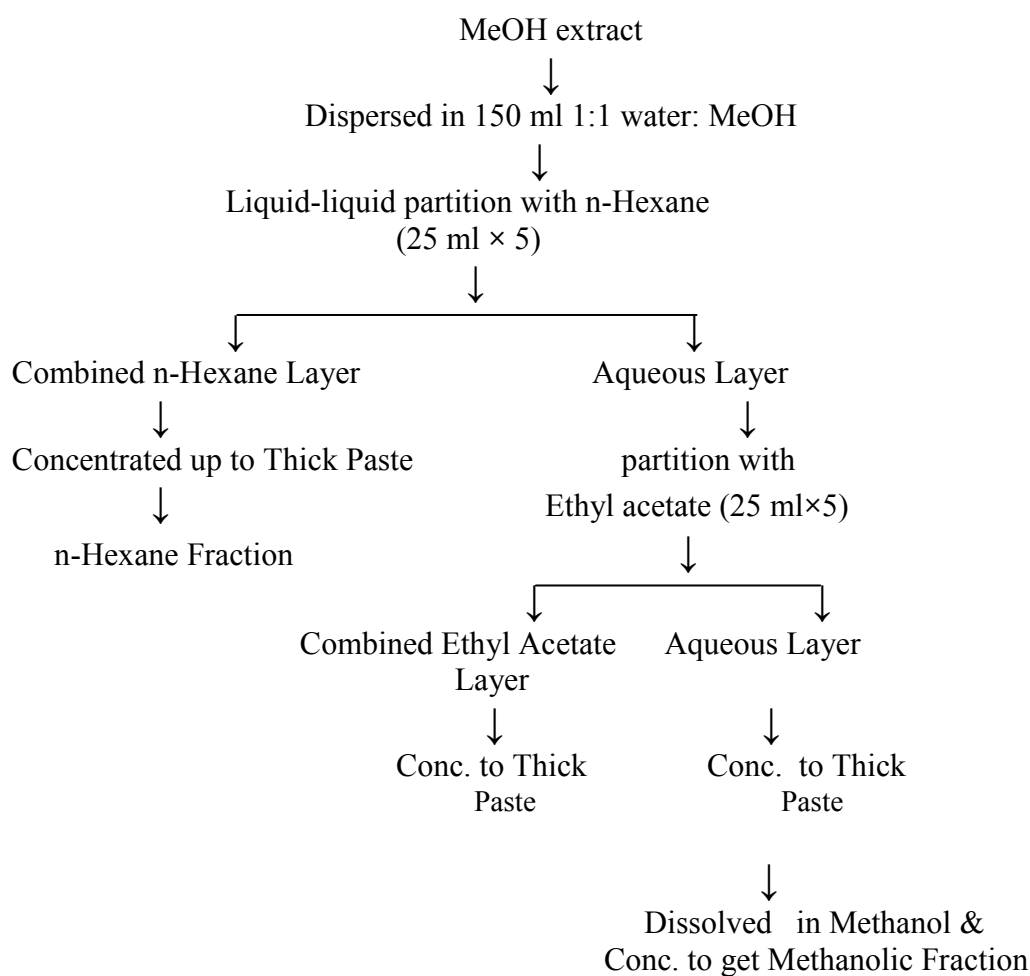 MeOH extract
Dispersed in 150 ml 1:1 water: MeOH
Liquid-liquid partition with n-Hexane
(25 ml × 5)
Combined n-Hexane Layer
Aqueous Layer
Concentrated up to Thick Paste
partition with
Ethyl acetate (25 ml×5)
n-Hexane Fraction
Combined Ethyl Acetate
Layer
Aqueous Layer
Conc. to Thick
Paste
Conc. to Thick
Paste
Dissolved in Methanol &
Conc. to get Methanolic Fraction